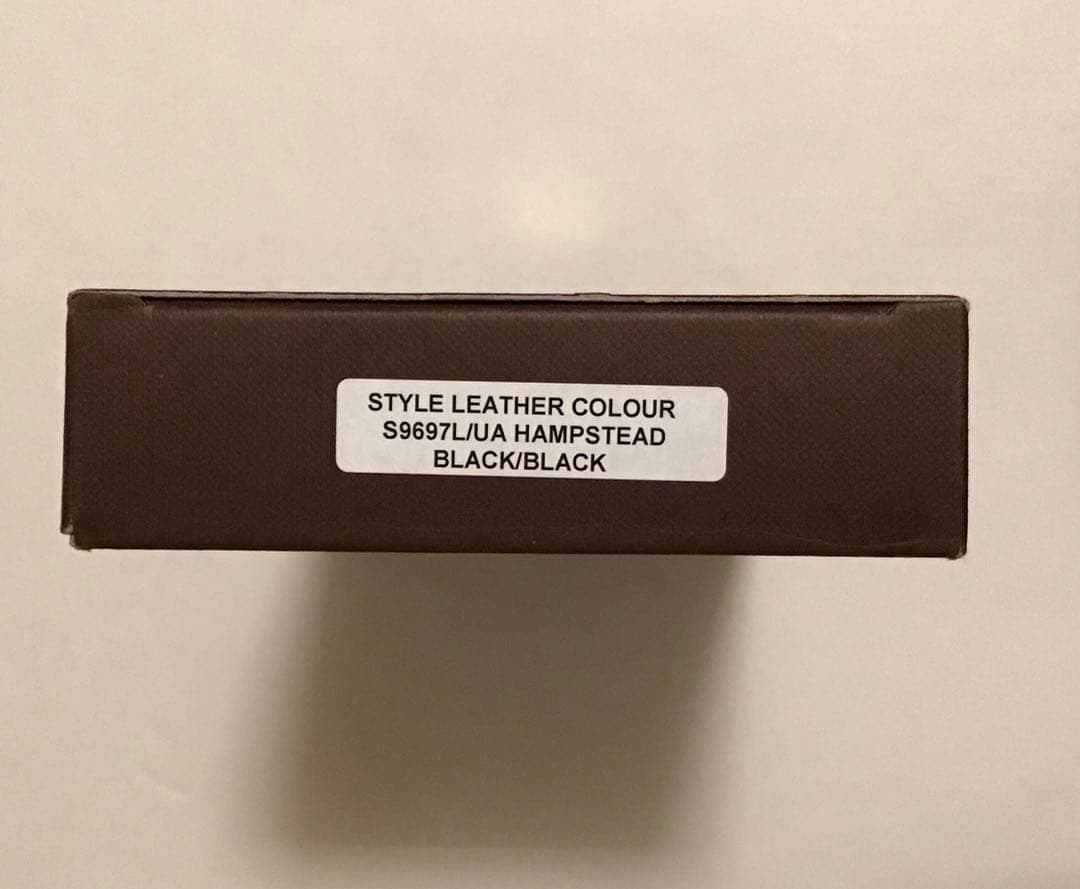 STYLE LEATHER COLOUR
S9697L/UA HAMPSTEAD
BLACK/BLACK